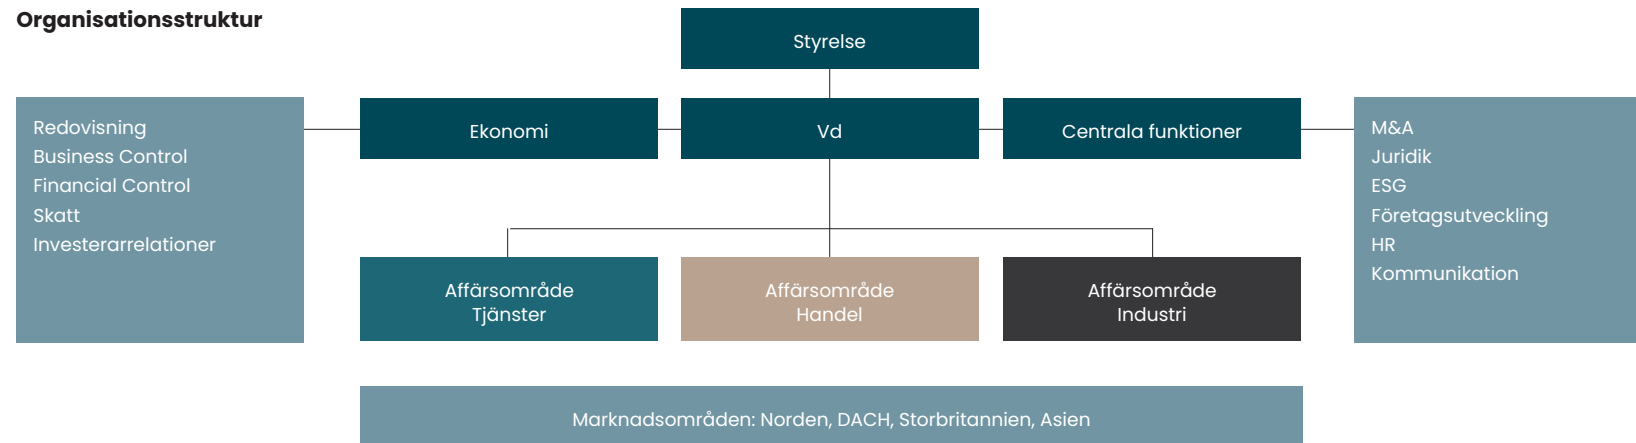 Organisationsstruktur
Styrelse
Redovisning
Business Control
Financial Control
Skatt
Investerarrelationer
Ekonomi
Vd
Centrala funktioner
M&A
Juridik
ESG
Företagsutveckling
HR
Kommunikation
Affärsområde
Tjänster
Affärsområde
Handel
Affärsområde
Industri
Marknadsområden: Norden, DACH, Storbritannien, Asien